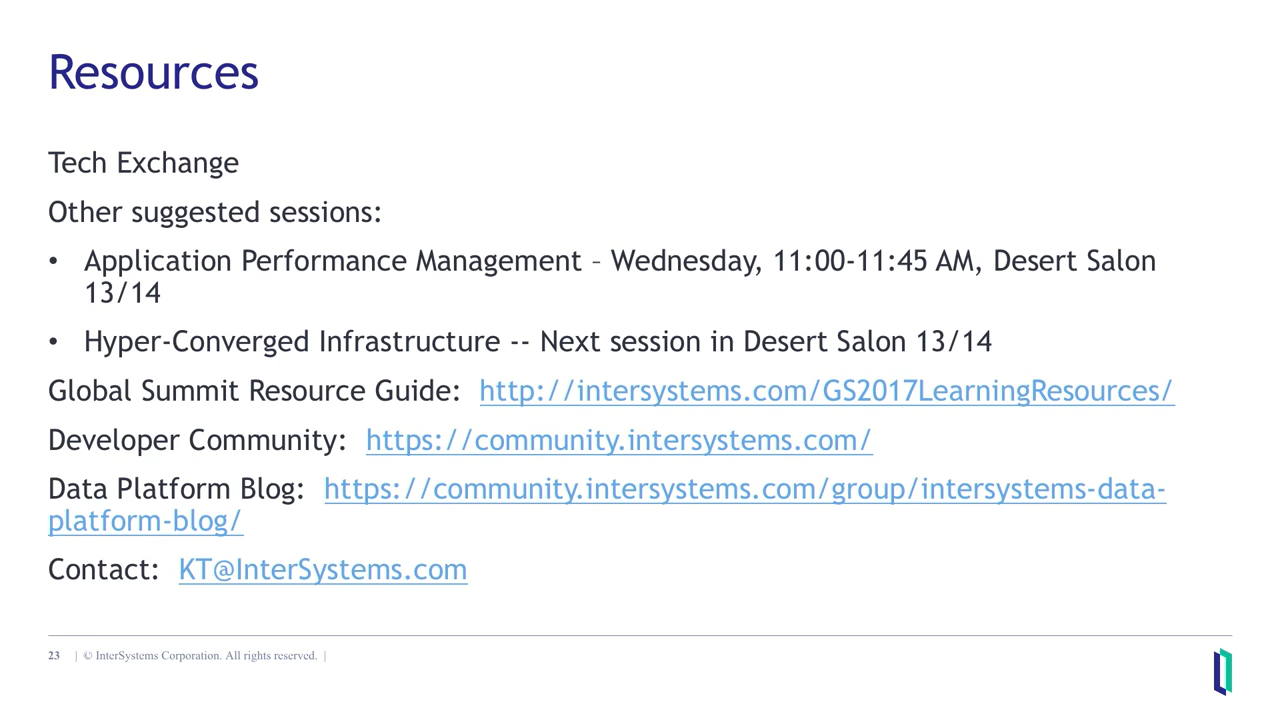 Resources
Tech Exchange
Other suggested sessions:
• Application Performance Management – Wednesday, 11:00-11:45 AM, Desert Salon
13/14
• Hyper-Converged Infrastructure -- Next session in Desert Salon 13/14
Global Summit Resource Guide: http://intersystems.com/GS2017LearningResources/
Developer Community: https://community.intersystems.com/
Data Platform Blog: https://community.intersystems.com/group/intersystems-data-
platform-blog/
Contact: KT@InterSystems.com
23 | © InterSystems Corporation. All rights reserved. |